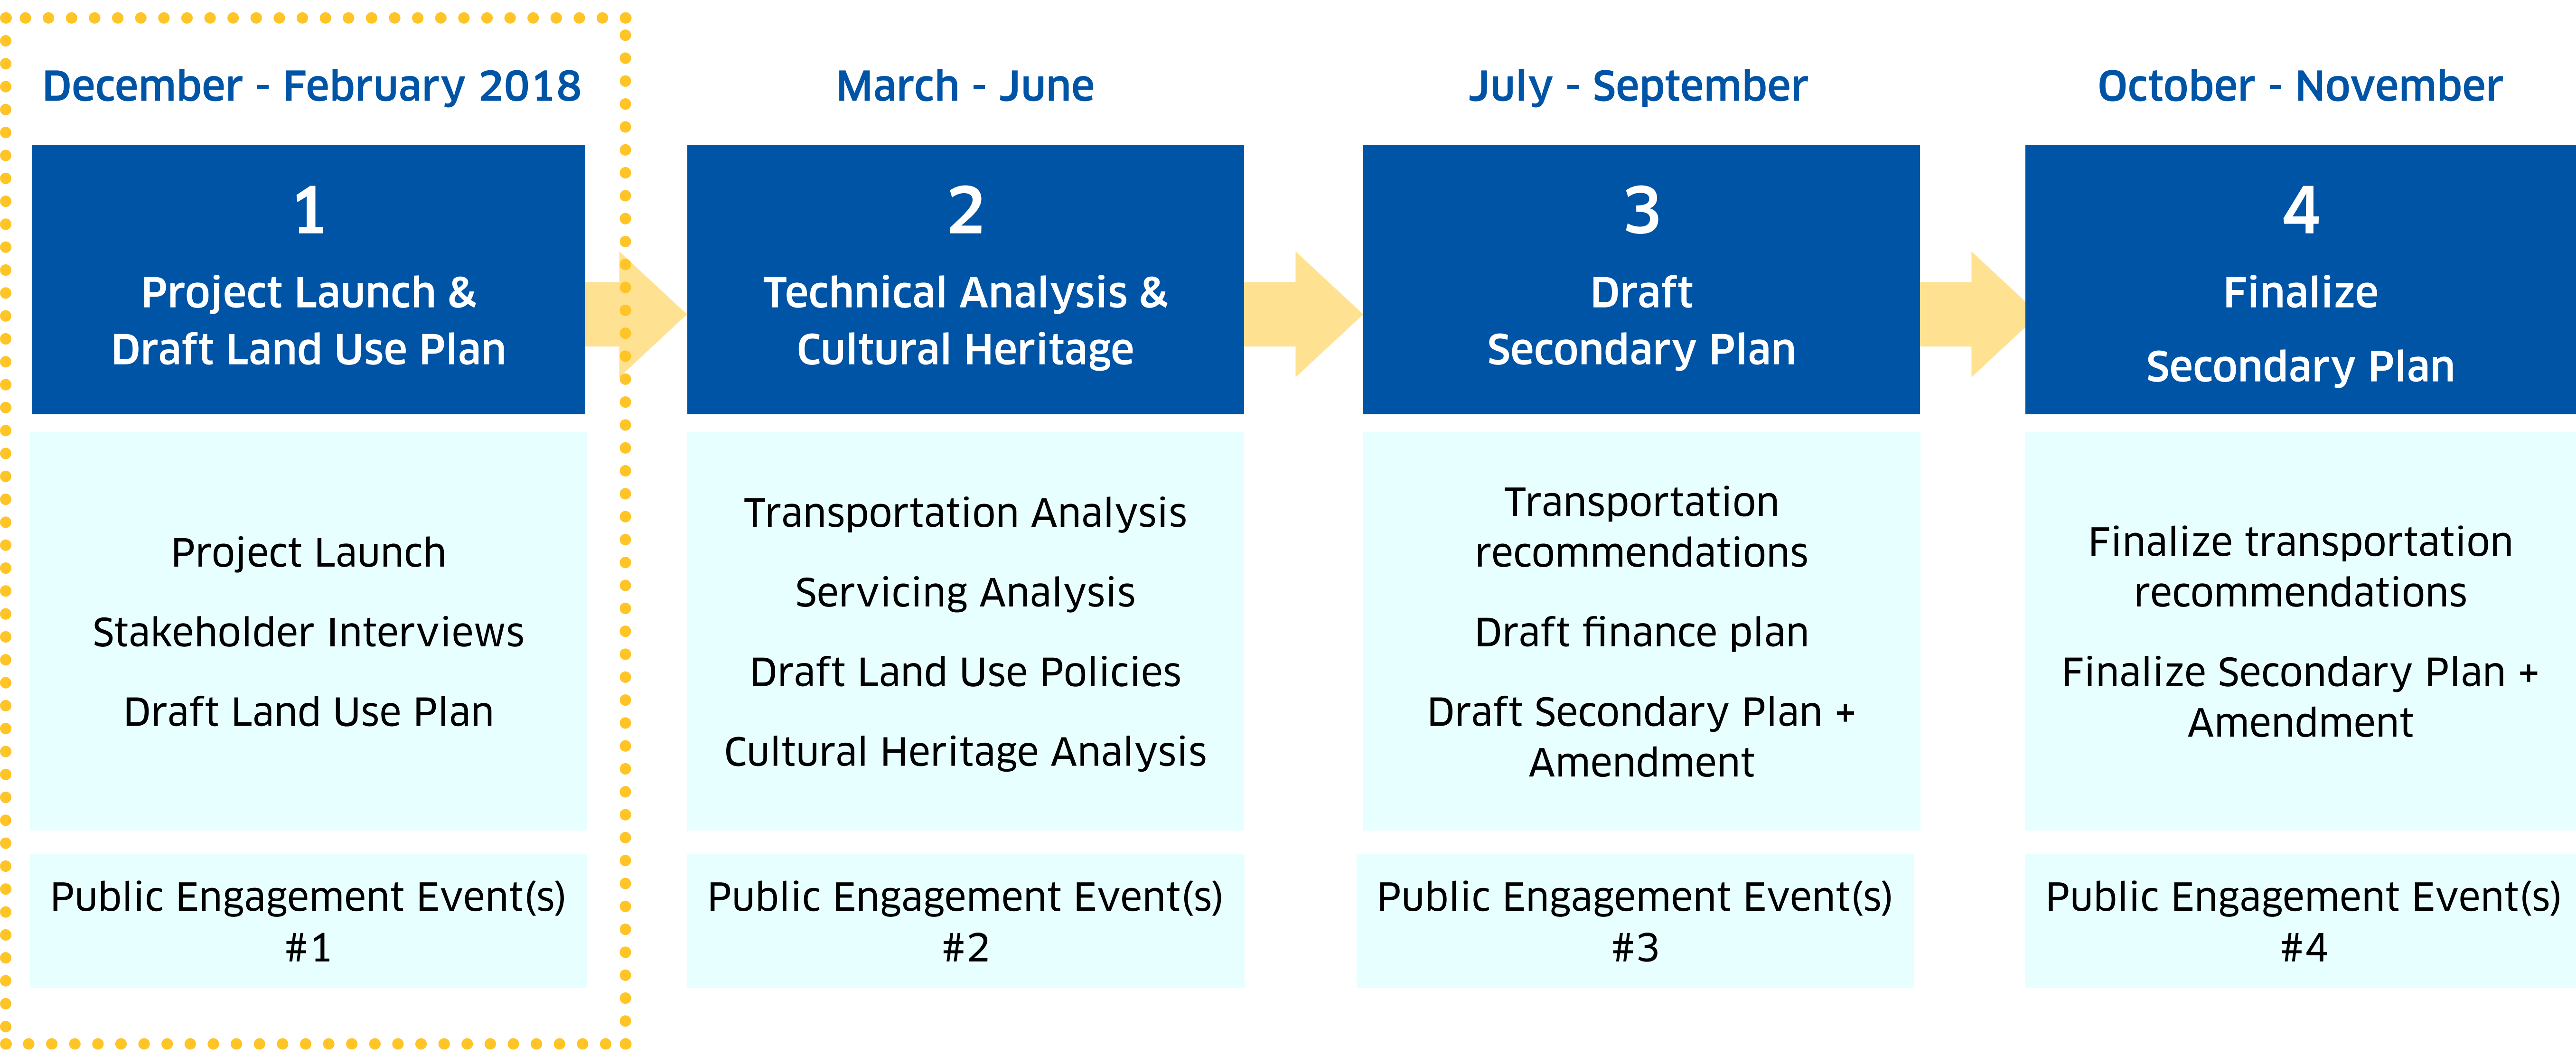 December - February 2018
1
Project Launch &
Draft Land Use Plan
Project Launch
Stakeholder Interviews
Draft Land Use Plan
Public Engagement Event(s)
#1
March - June
2
Technical Analysis &
Cultural Heritage
Transportation Analysis
Servicing Analysis
Draft Land Use Policies
Cultural Heritage Analysis
Public Engagement Event(s)
#2
July - September
3
Draft
Secondary Plan
Transportation
recommendations
Draft finance plan
Draft Secondary Plan +
Amendment
Public Engagement Event(s)
#3
October - November
4
Finalize
Secondary Plan
Finalize transportation
recommendations
Finalize Secondary Plan +
Amendment
Public Engagement Event(s)
#4